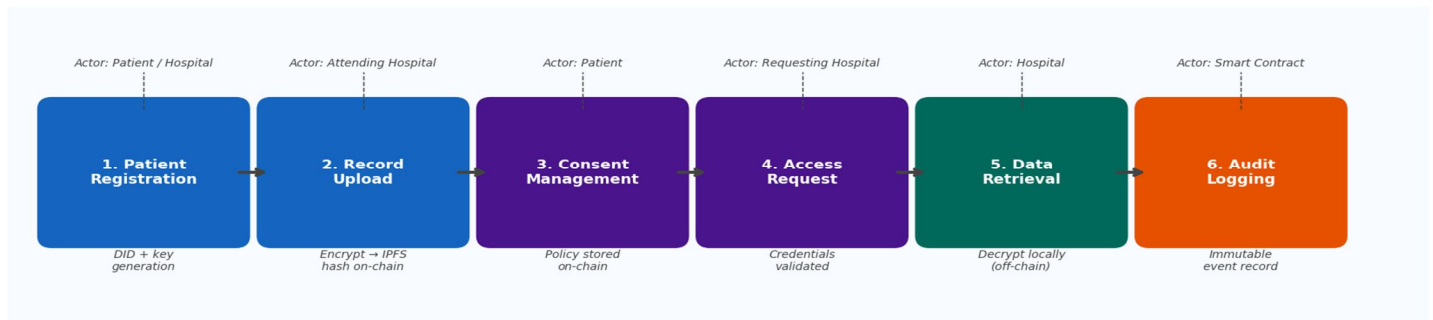 Actor: Patient / Hospital
Actor: Attending Hospital
Actor: Patient
Actor: Requesting Hospital
Actor: Hospital
Actor: Smart Contract
1. Patient
Registration
2. Record
Upload
3. Consent
Management
4. Access
Request
5. Data
Retrieval
6. Audit
Logging
DID + key
generation
Encrypt → IPFS
hash on-chain
Policy stored
on-chain
Credentials
validated
Decrypt locally
(off-chain)
Immutable
event record